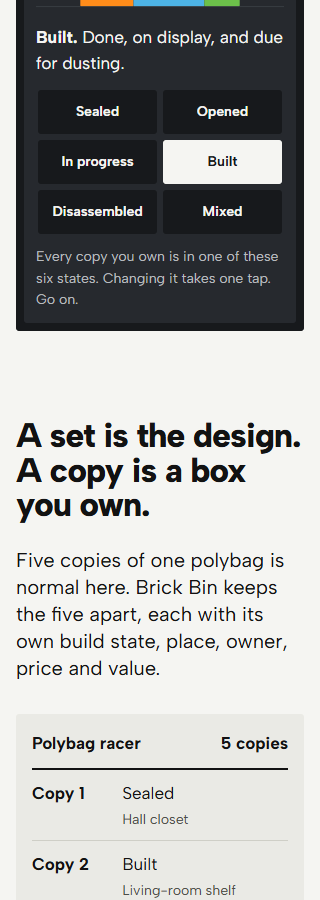 Built. Done, on display, and due
for dusting.
Sealed
Opened
In progress
Built
Disassembled
Mixed
Every copy you own is in one of these
six states. Changing it takes one tap.
Go on.
A set is the design.
A copy is a box
you own.
Five copies of one polybag is
normal here. Brick Bin keeps
the five apart, each with its
own build state, place, owner,
price and value.
Polybag racer 5 copies
Copy 1 Sealed
Hall closet
Copy 2 Built
Living-room shelf